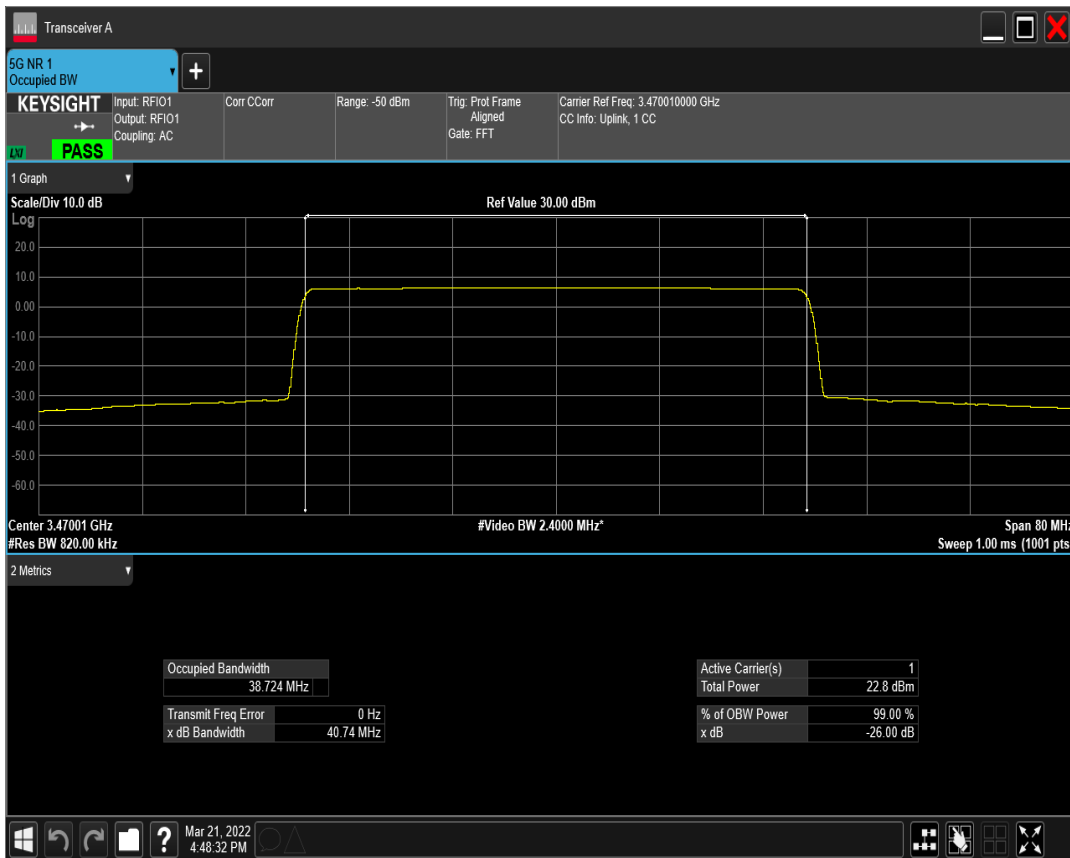 Transceiver A
5G NR 1
Occupied BW
+
KEYSIGHT
LXI
PASS
Input: RFIO1
Output: RFIO1
Coupling: AC
Corr CCorr
Range: -50 dBm
Trig: Prot Frame
Aligned
Gate: FFT
Carrier Ref Freq: 3.470010000 GHz
CC Info: Uplink, 1 CC
1 Graph
Scale/Div 10.0 dB
Ref Value 30.00 dBm
Log
20.0
10.0
0.00
-10.0
-20.0
-30.0
-40.0
-50.0
-60.0
Center 3.47001 GHz
#Video BW 2.4000 MHz*
Span 80 MHz
#Res BW 820.00 kHz
Sweep 1.00 ms (1001 pts
2 Metrics
Occupied Bandwidth
38.724 MHz
Transmit Freq Error 0 Hz
x dB Bandwidth 40.74 MHz
Active Carrier(s) 1
Total Power 22.8 dBm
% of OBW Power 99.00 %
x dB -26.00 dB
?
Mar 21, 2022
4:48:32 PM